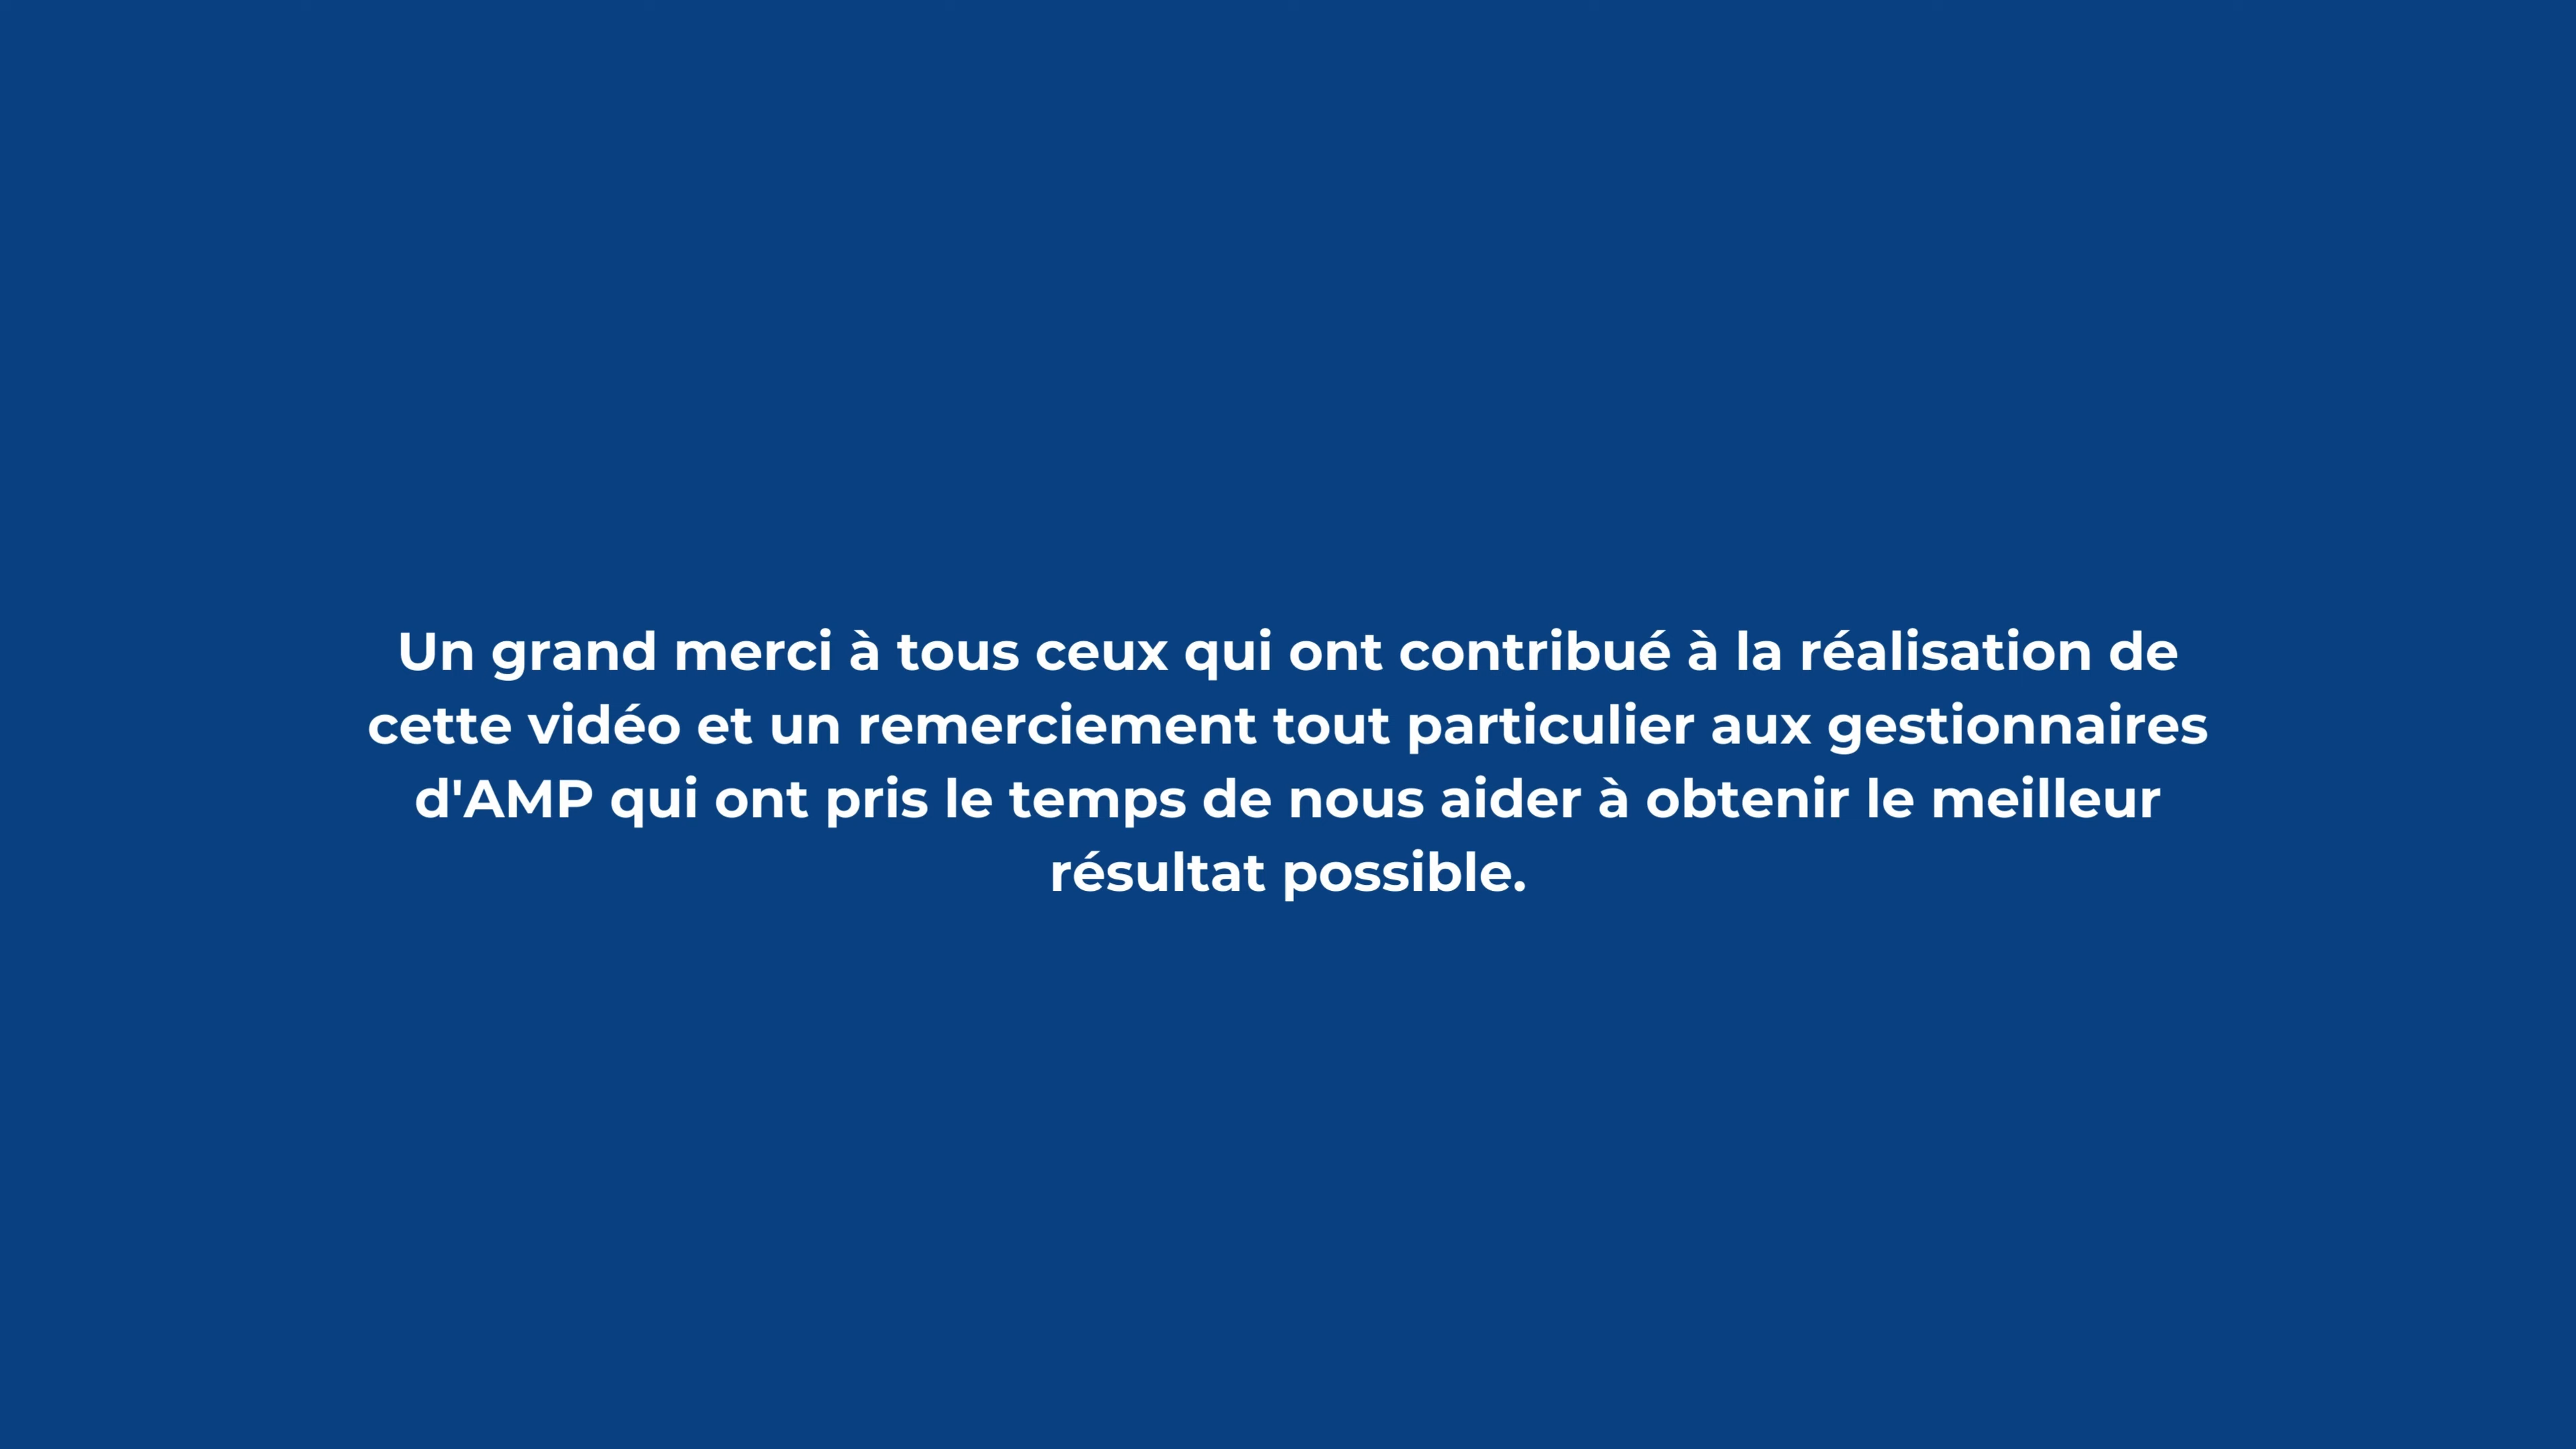 Un grand merci à tous ceux qui ont contribué à la réalisation de
cette vidéo et un remerciement tout particulier aux gestionnaires
d'AMP qui ont pris le temps de nous aider à obtenir le meilleur
résultat possible.